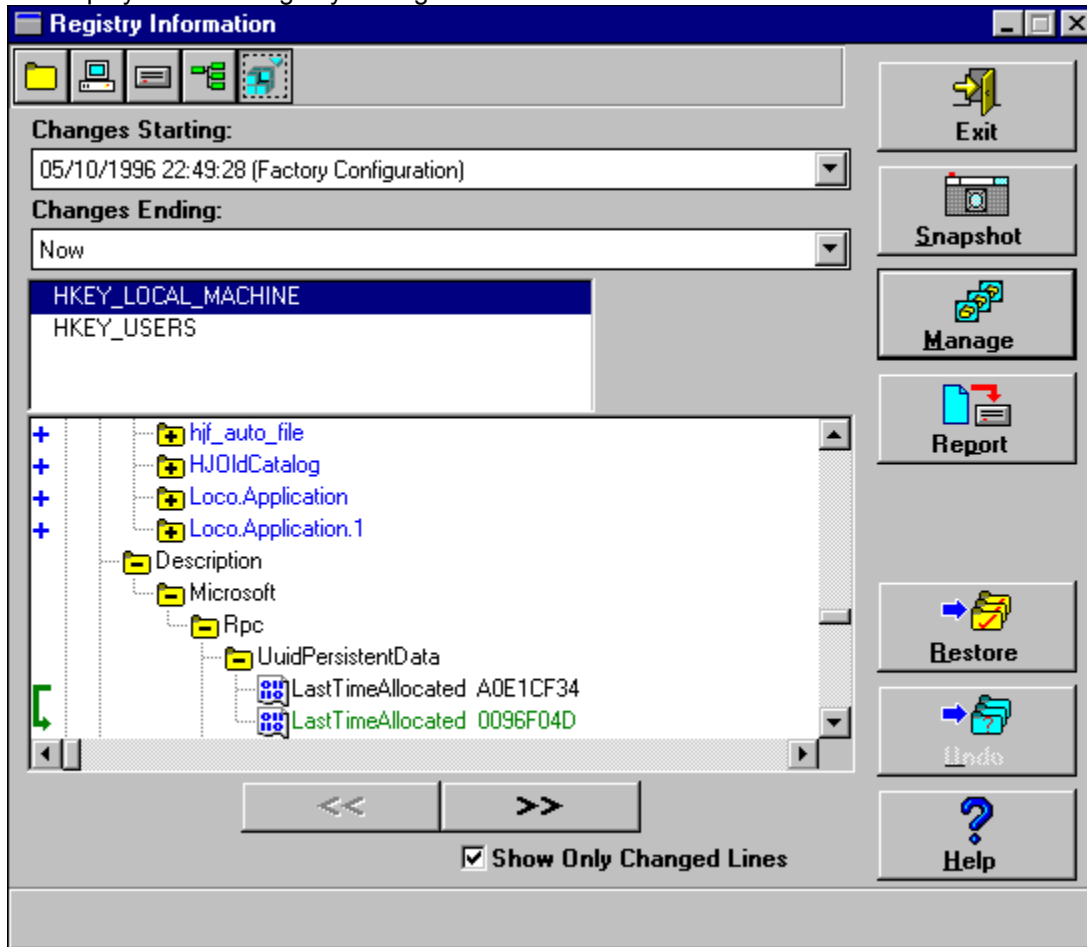 Registry Information
Changes Starting:
05/10/1996 22:49:28 (Factory Configuration)
Changes Ending:
Now
HKEY_LOCAL_MACHINE
HKEY_USERS
hjf_auto_file
HJOldCatalog
Loco.Application
Loco.Application.1
Description
Microsoft
Rpc
UuidPersistentData
LastTimeAllocated A0E1CF34
LastTimeAllocated 0096F04D
<< >>
Show Only Changed Lines
Exit
Snapshot
Manage
Report
Restore
Undo
Help